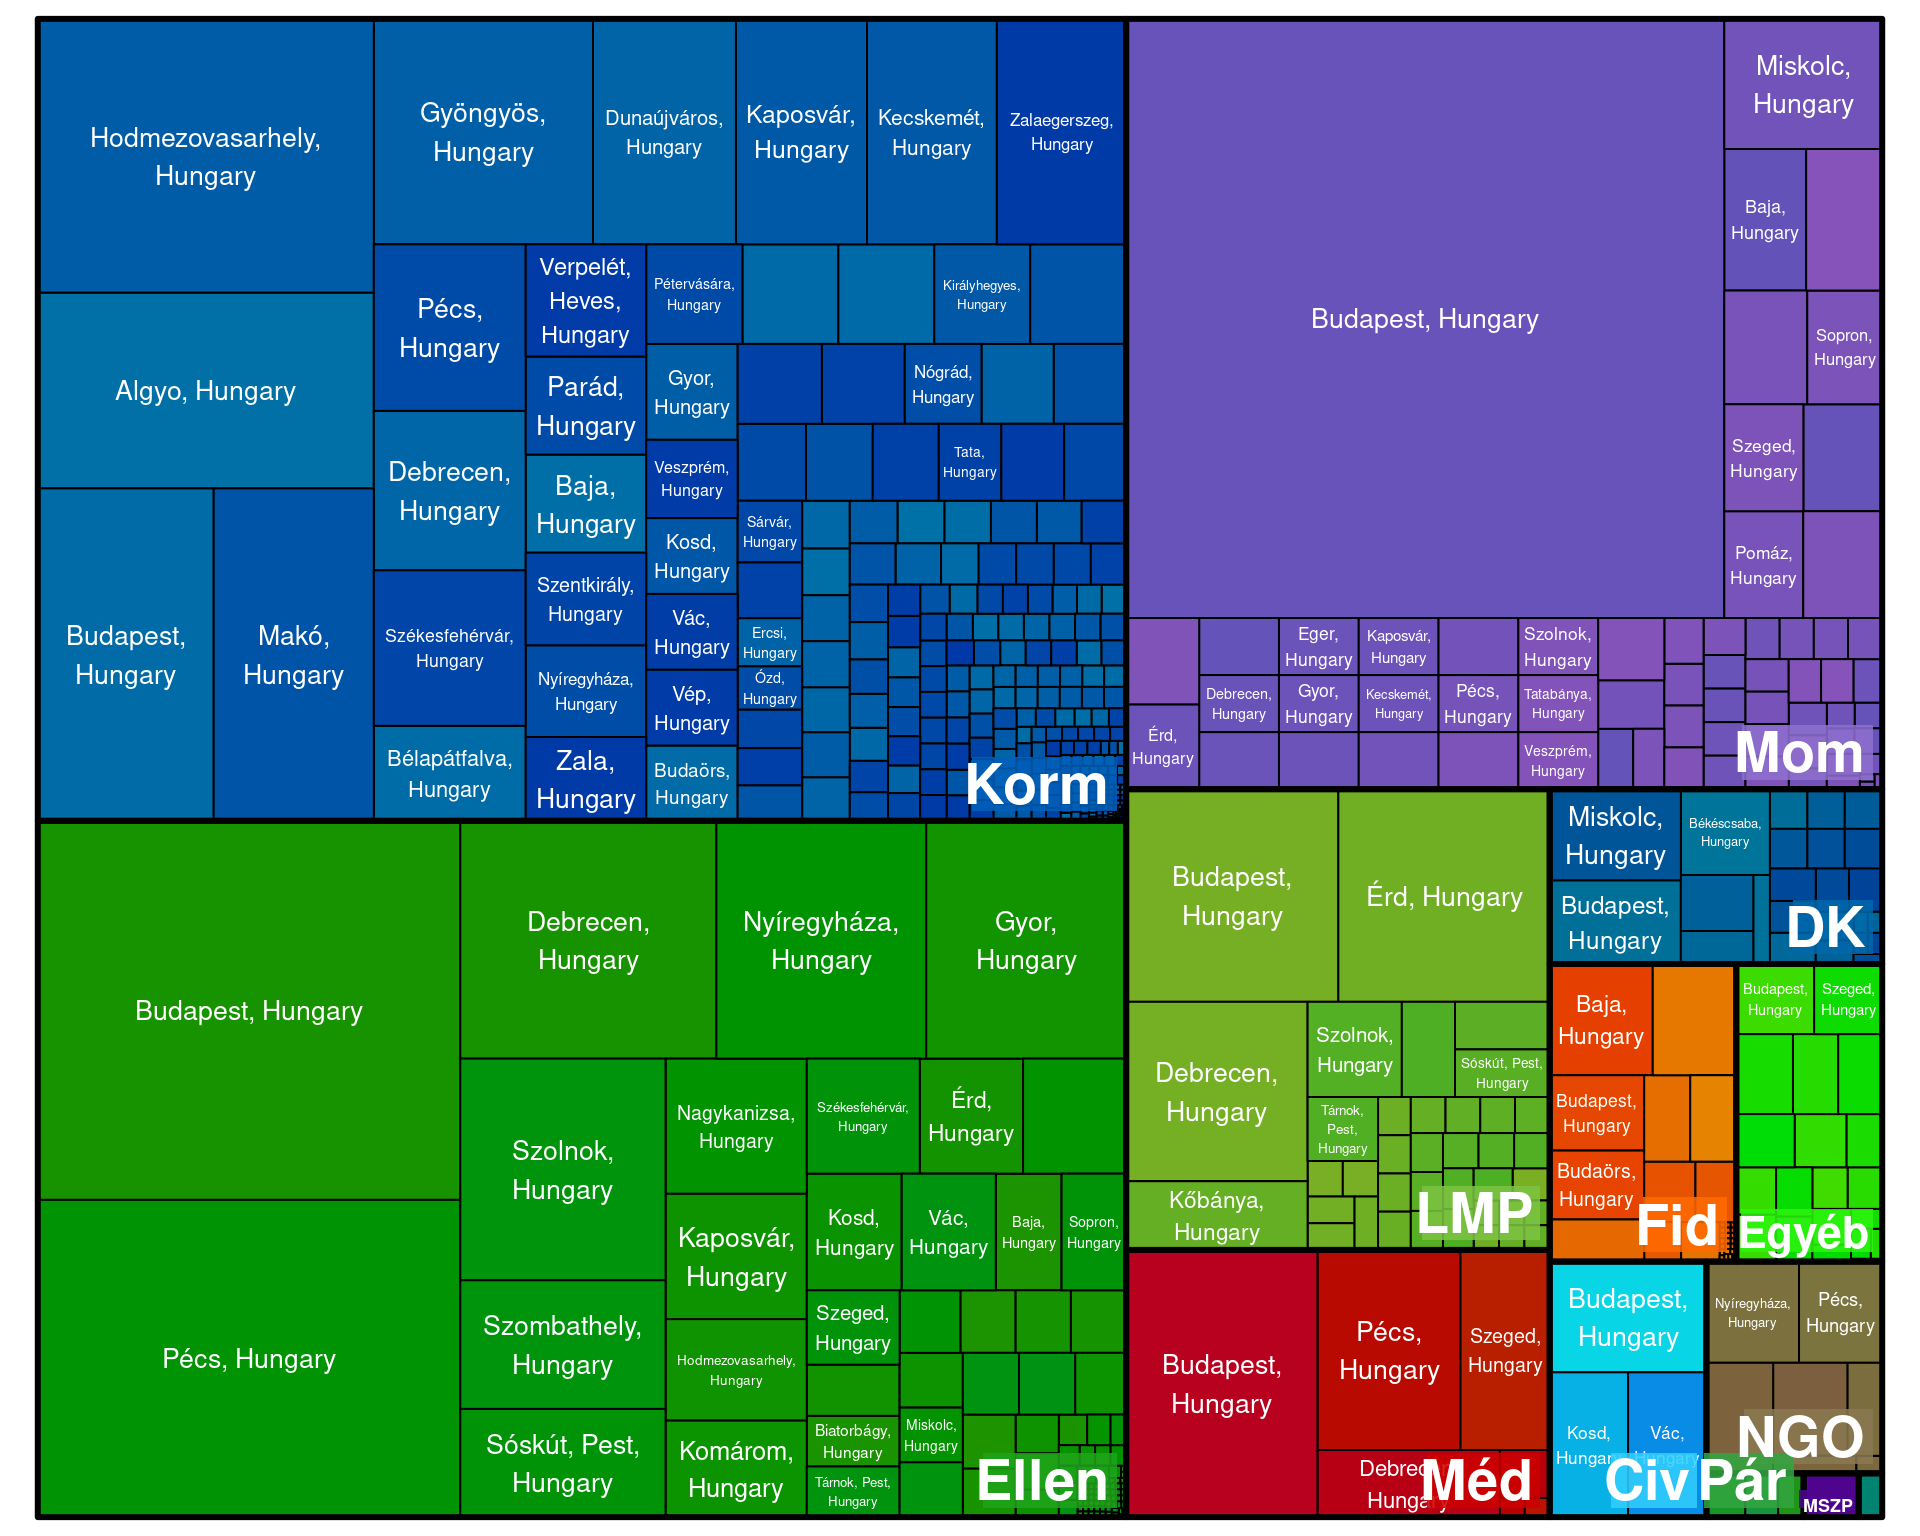 Hodmezovasarhely,
Hungary
Gyöngyös,
Hungary
Dunaújváros,
Hungary
Kaposvár,
Hungary
Kecskemét,
Hungary
Zalaegerszeg,
Hungary
Algyo, Hungary
Budapest,
Hungary
Makó,
Hungary
Pécs,
Hungary
Debrecen,
Hungary
Székesfehérvár,
Hungary
Bélapátfalva,
Hungary
Verpelét,
Heves,
Hungary
Parád,
Hungary
Baja,
Hungary
Szentkirály,
Hungary
Nyíregyháza,
Hungary
Zala,
Hungary
Pétervására,
Hungary
Királyhegyes,
Hungary
Gyor,
Hungary
Nógrád,
Hungary
Veszprém,
Hungary
Tata,
Hungary
Kosd,
Hungary
Sárvár,
Hungary
Vác,
Hungary
Ercsi,
Hungary
Ózd,
Hungary
Vép,
Hungary
Budaörs,
Hungary
Korm
Budapest, Hungary
Miskolc,
Hungary
Baja,
Hungary
Sopron,
Hungary
Szeged,
Hungary
Pomáz,
Hungary
Érd,
Hungary
Debrecen,
Hungary
Eger,
Hungary
Gyor,
Hungary
Kaposvár,
Hungary
Kecskemét,
Hungary
Pécs,
Hungary
Szolnok,
Hungary
Tatabánya,
Hungary
Veszprém,
Hungary
Mom
Budapest, Hungary
Pécs, Hungary
Debrecen,
Hungary
Nyíregyháza,
Hungary
Gyor,
Hungary
Szolnok,
Hungary
Szombathely,
Hungary
Sóskút, Pest,
Hungary
Nagykanizsa,
Hungary
Kaposvár,
Hungary
Hodmezovasarhely,
Hungary
Komárom,
Hungary
Székesfehérvár,
Hungary
Érd,
Hungary
Kosd,
Hungary
Vác,
Hungary
Baja,
Hungary
Sopron,
Hungary
Szeged,
Hungary
Biatorbágy,
Hungary
Miskolc,
Hungary
Tárnok, Pest,
Hungary
Ellen
Budapest,
Hungary
Érd, Hungary
Debrecen,
Hungary
Kőbánya,
Hungary
Szolnok,
Hungary
Sóskút, Pest,
Hungary
Tárnok,
Pest,
Hungary
LMP
Miskolc,
Hungary
Budapest,
Hungary
Békéscsaba,
Hungary
DK
Baja,
Hungary
Budapest,
Hungary
Budaörs,
Hungary
Fid
Budapest,
Hungary
Szeged,
Hungary
Egyéb
Budapest,
Hungary
Pécs,
Hungary
Szeged,
Hungary
Debrecen,
Hungary
Méd
Budapest,
Hungary
Kosd,
Hungary
Vác,
Hungary
Civ
Nyíregyháza,
Hungary
Pécs,
Hungary
NGO
Pár
MSZP